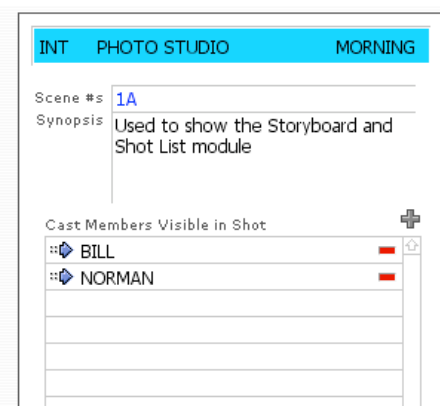 INT PHOTO STUDIO MORNING
Scene #s 1A
Synopsis Used to show the Storyboard and
Shot List module
Cast Members Visible in Shot
BILL
NORMAN